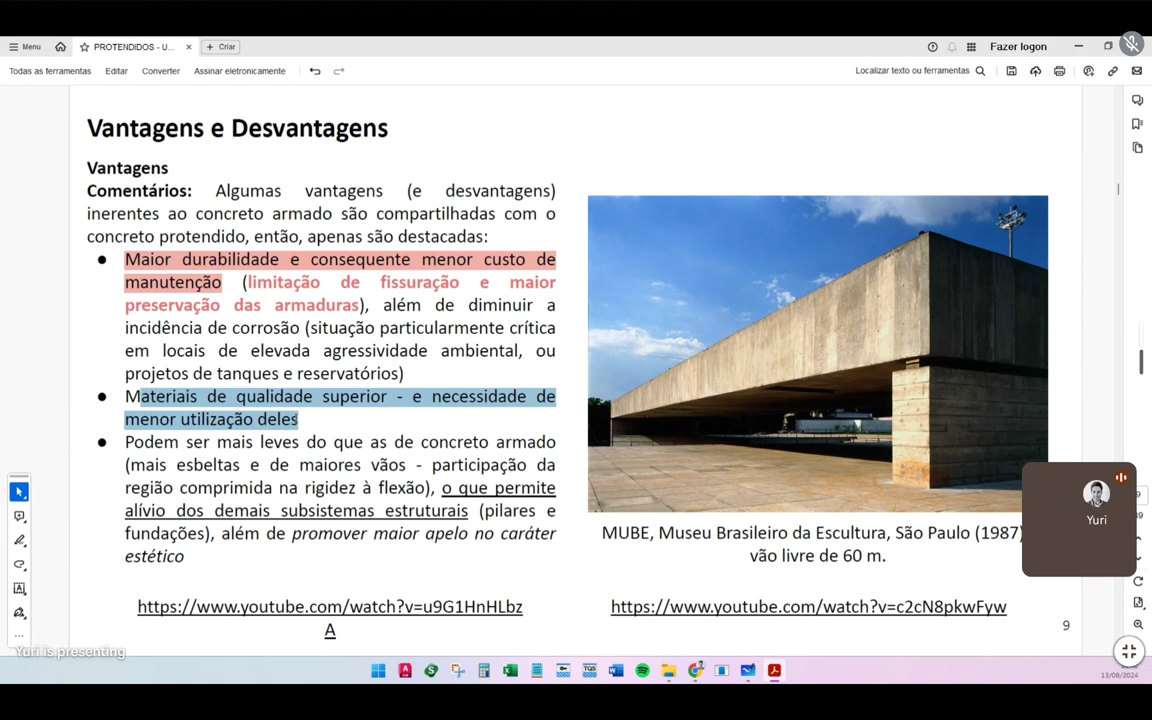 Menu
PROTENDIDOS - U...
Criar
Fazer logon
Todas as ferramentas
Editar
Converter
Assinar eletronicamente
Localizar texto ou ferramentas
Vantagens e Desvantagens
Vantagens
Comentários: Algumas vantagens (e desvantagens)
inerentes ao concreto armado são compartilhadas com o
concreto protendido, então, apenas são destacadas:
● Maior durabilidade e consequente menor custo de
manutenção (limitação de fissuração e maior
preservação das armaduras), além de diminuir a
incidência de corrosão (situação particularmente crítica
em locais de elevada agressividade ambiental, ou
projetos de tanques e reservatórios)
● Materiais de qualidade superior - e necessidade de
menor utilização deles
● Podem ser mais leves do que as de concreto armado
(mais esbeltas e de maiores vãos - participação da
região comprimida na rigidez à flexão), o que permite
alívio dos demais subsistemas estruturais (pilares e
fundações), além de promover maior apelo no caráter
estético
https://www.youtube.com/watch?v=u9G1HnHLbz
A
MUBE, Museu Brasileiro da Escultura, São Paulo (1987)
vão livre de 60 m.
https://www.youtube.com/watch?v=c2cN8pkwFyw
9
Yuri
Yuri is presenting
TQS
13/08/2024